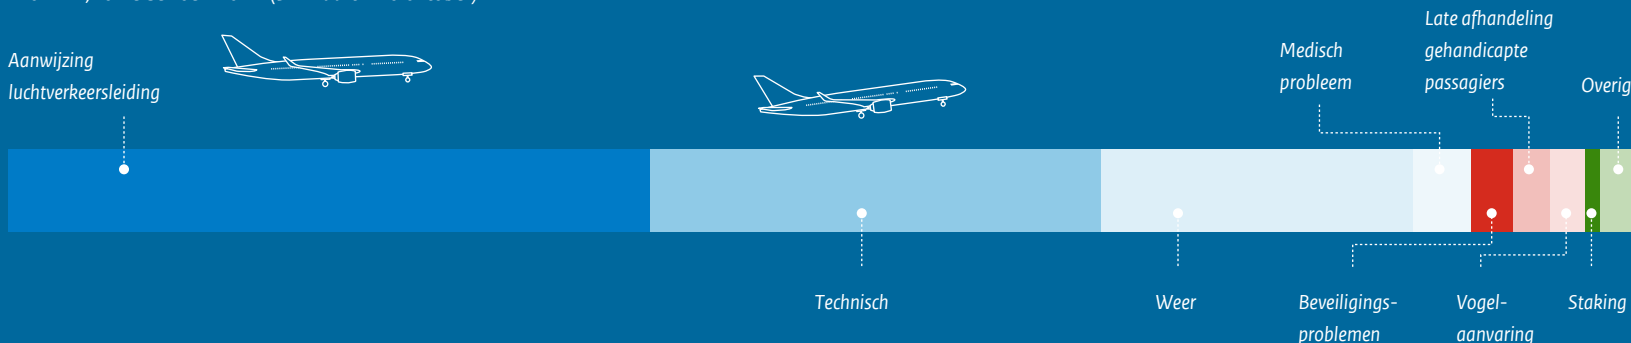 Aanwijzing
luchtverkeersleiding
Medisch
probleem
Late afhandeling
gehandicapte
passagiers
Overig
Technisch
Weer
Beveiligings-
problemen
Vogel-
aanvaring
Staking